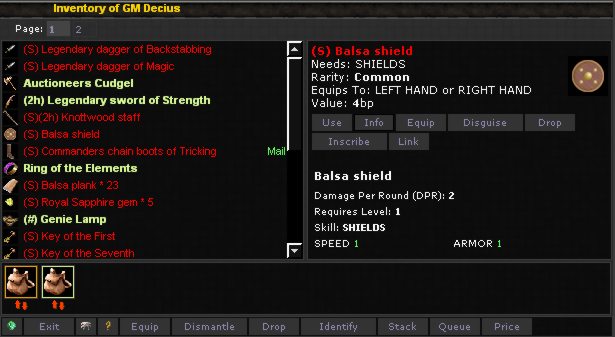 Inventory of GM Decius
Page: 1 2
(S) Legendary dagger of Backstabbing
(S) Legendary dagger of Magic
Auctioneers Cudgel
(2h) Legendary sword of Strength
(S)(2h) Knottwood staff
(S) Balsa shield
(S) Commanders chain boots of Tricking Mail
Ring of the Elements
(S) Balsa plank * 23
(S) Royal Sapphire gem * 5
(#) Genie Lamp
(S) Key of the First
(S) Key of the Seventh
(S) Balsa shield
Needs: SHIELDS
Rarity: Common
Equips To: LEFT HAND or RIGHT HAND
Value: 4bp
Use Info Equip Disguise Drop
Inscribe Link
Balsa shield
Damage Per Round (DPR): 2
Requires Level: 1
Skill: SHIELDS
SPEED 1 ARMOR 1
Exit ? Equip Dismantle Drop Identify Stack Queue Price